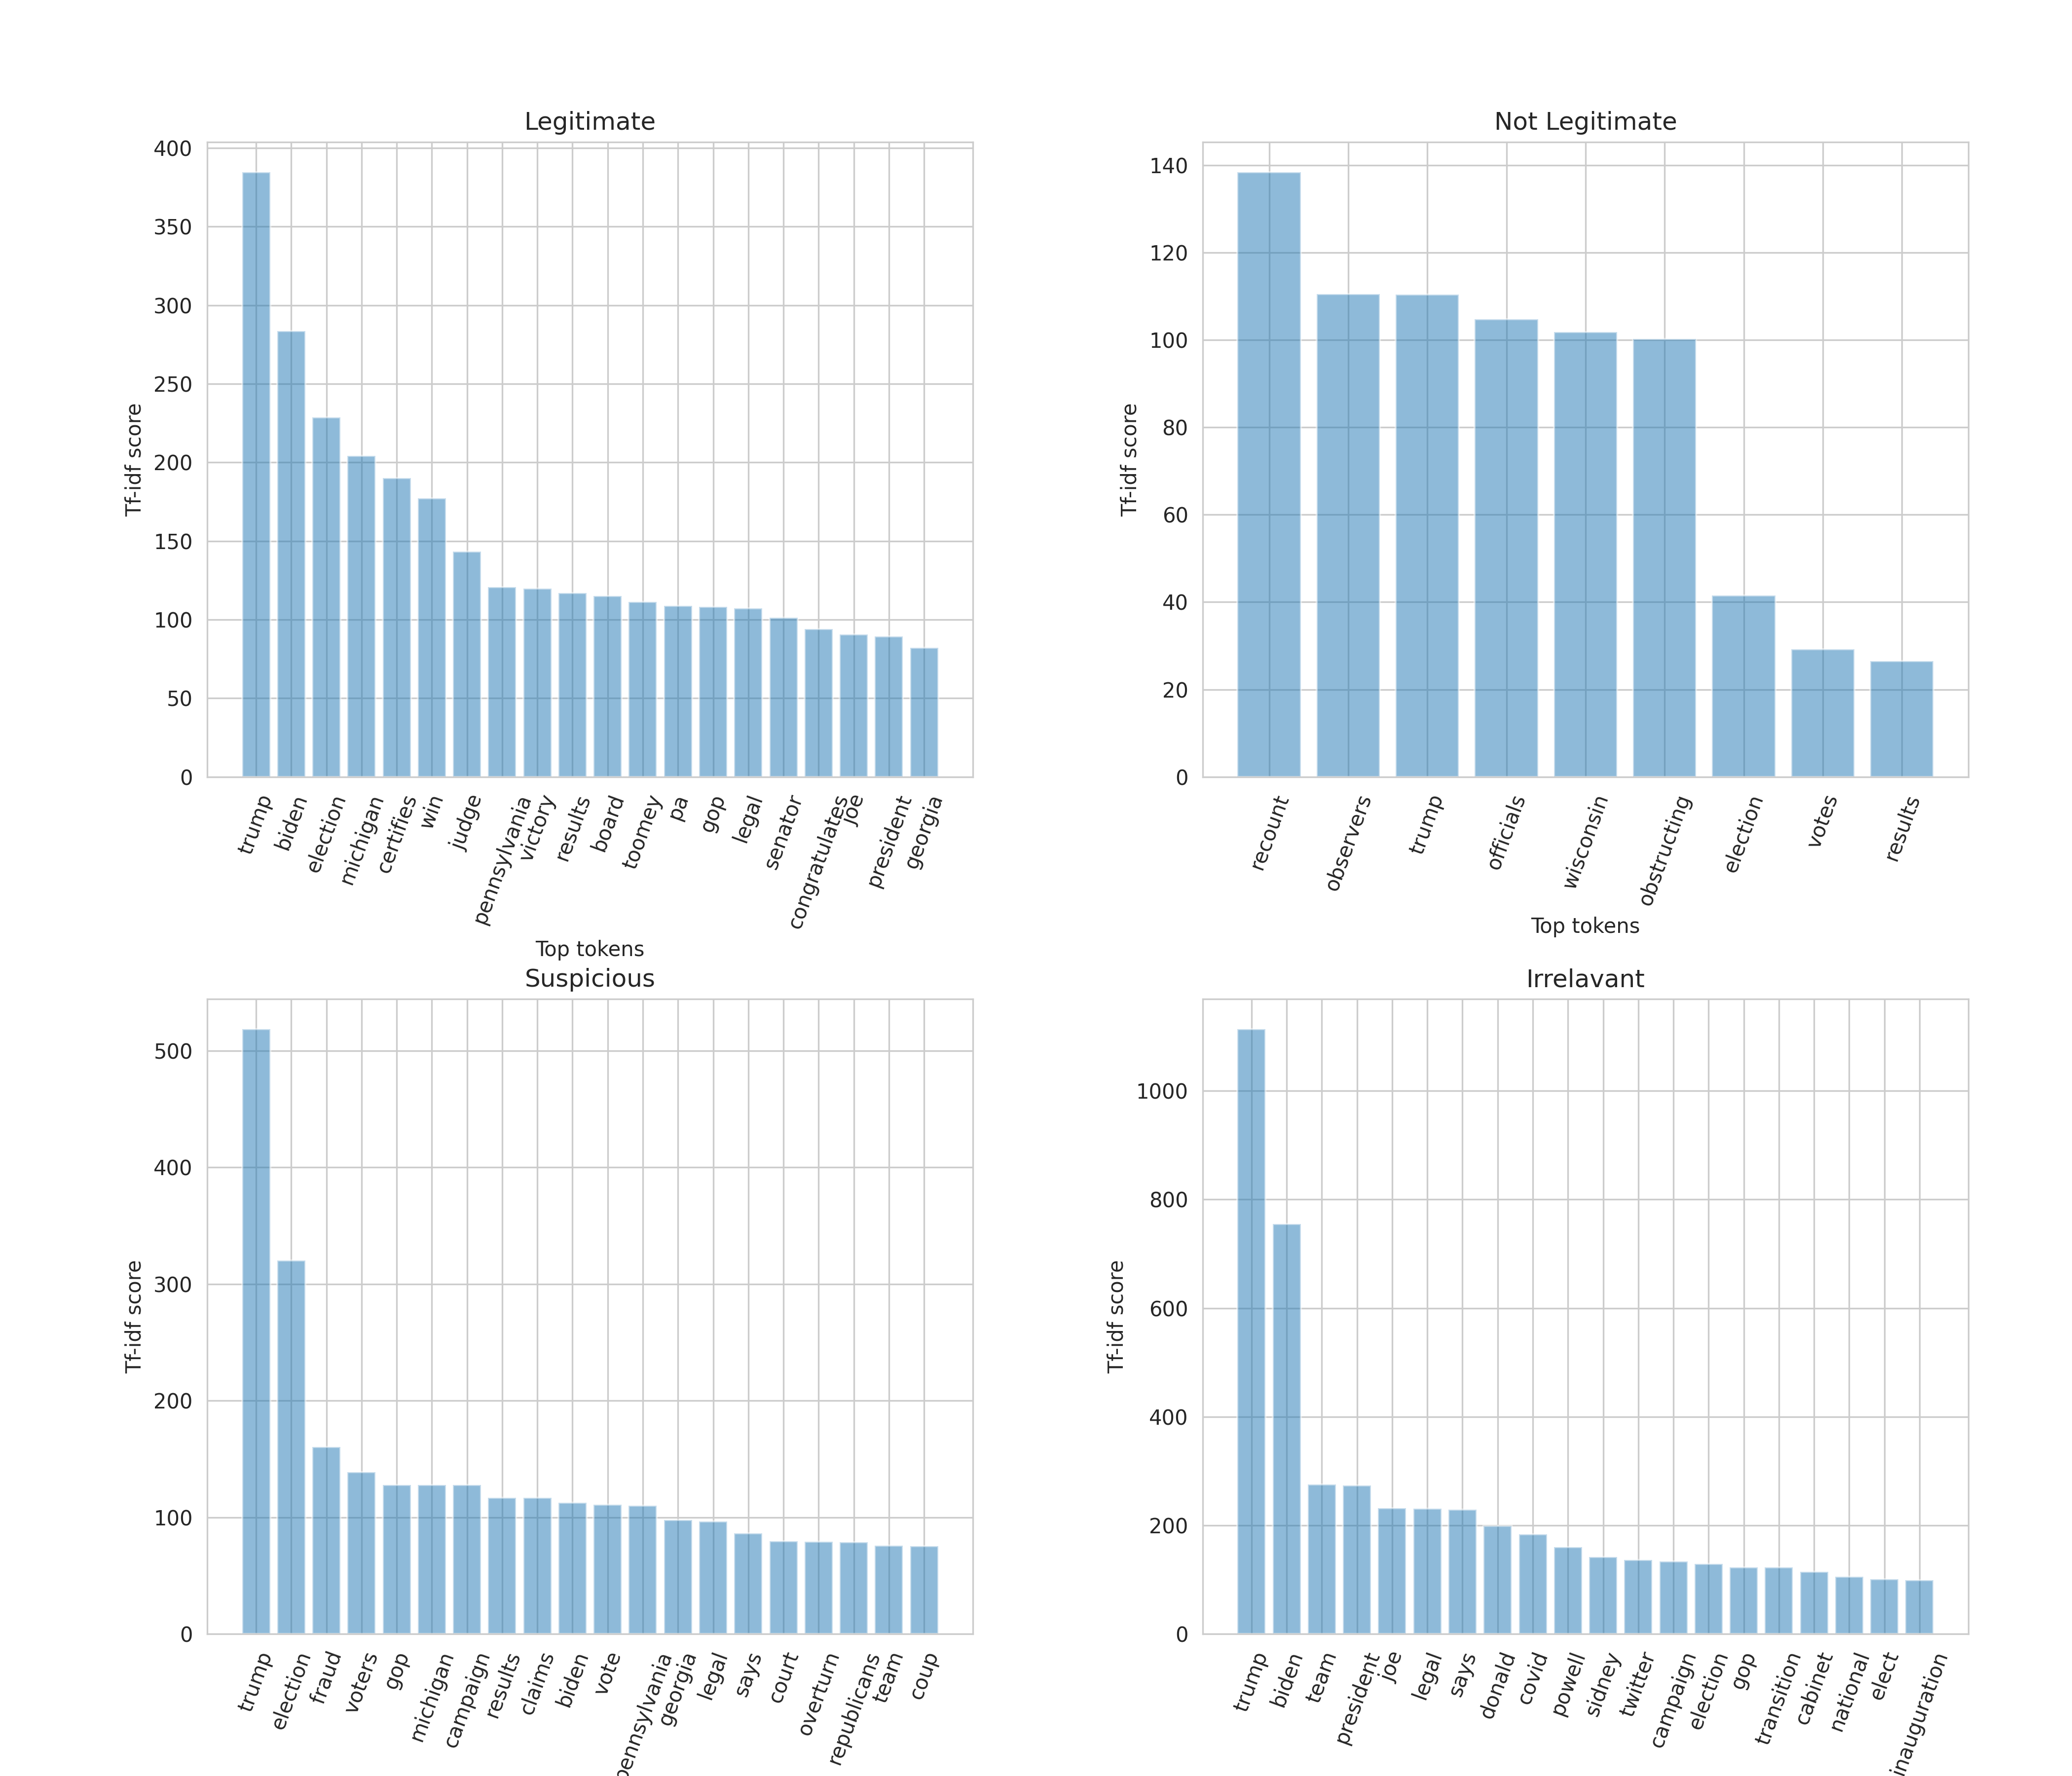 Legitimate
400
350
300
250
200
150
100
50
0
Tf-idf score
trump
biden
election
michigan
certifies
win
judge
pennsylvania
victory
results
board
toomey
pa
gop
legal
senator
congratulates
joe
president
georgia
Top tokens
Not Legitimate
140
120
100
80
60
40
20
0
Tf-idf score
recount
observers
trump
officials
wisconsin
obstructing
election
votes
results
Top tokens
Suspicious
500
400
300
200
100
0
Tf-idf score
trump
election
fraud
voters
gop
michigan
campaign
results
claims
biden
vote
pennsylvania
georgia
legal
says
court
overturn
republicans
team
coup
Irrelavant
1000
800
600
400
200
0
Tf-idf score
trump
biden
team
president
joe
legal
says
donald
covid
powell
sidney
twitter
campaign
election
gop
transition
cabinet
national
elect
inauguration